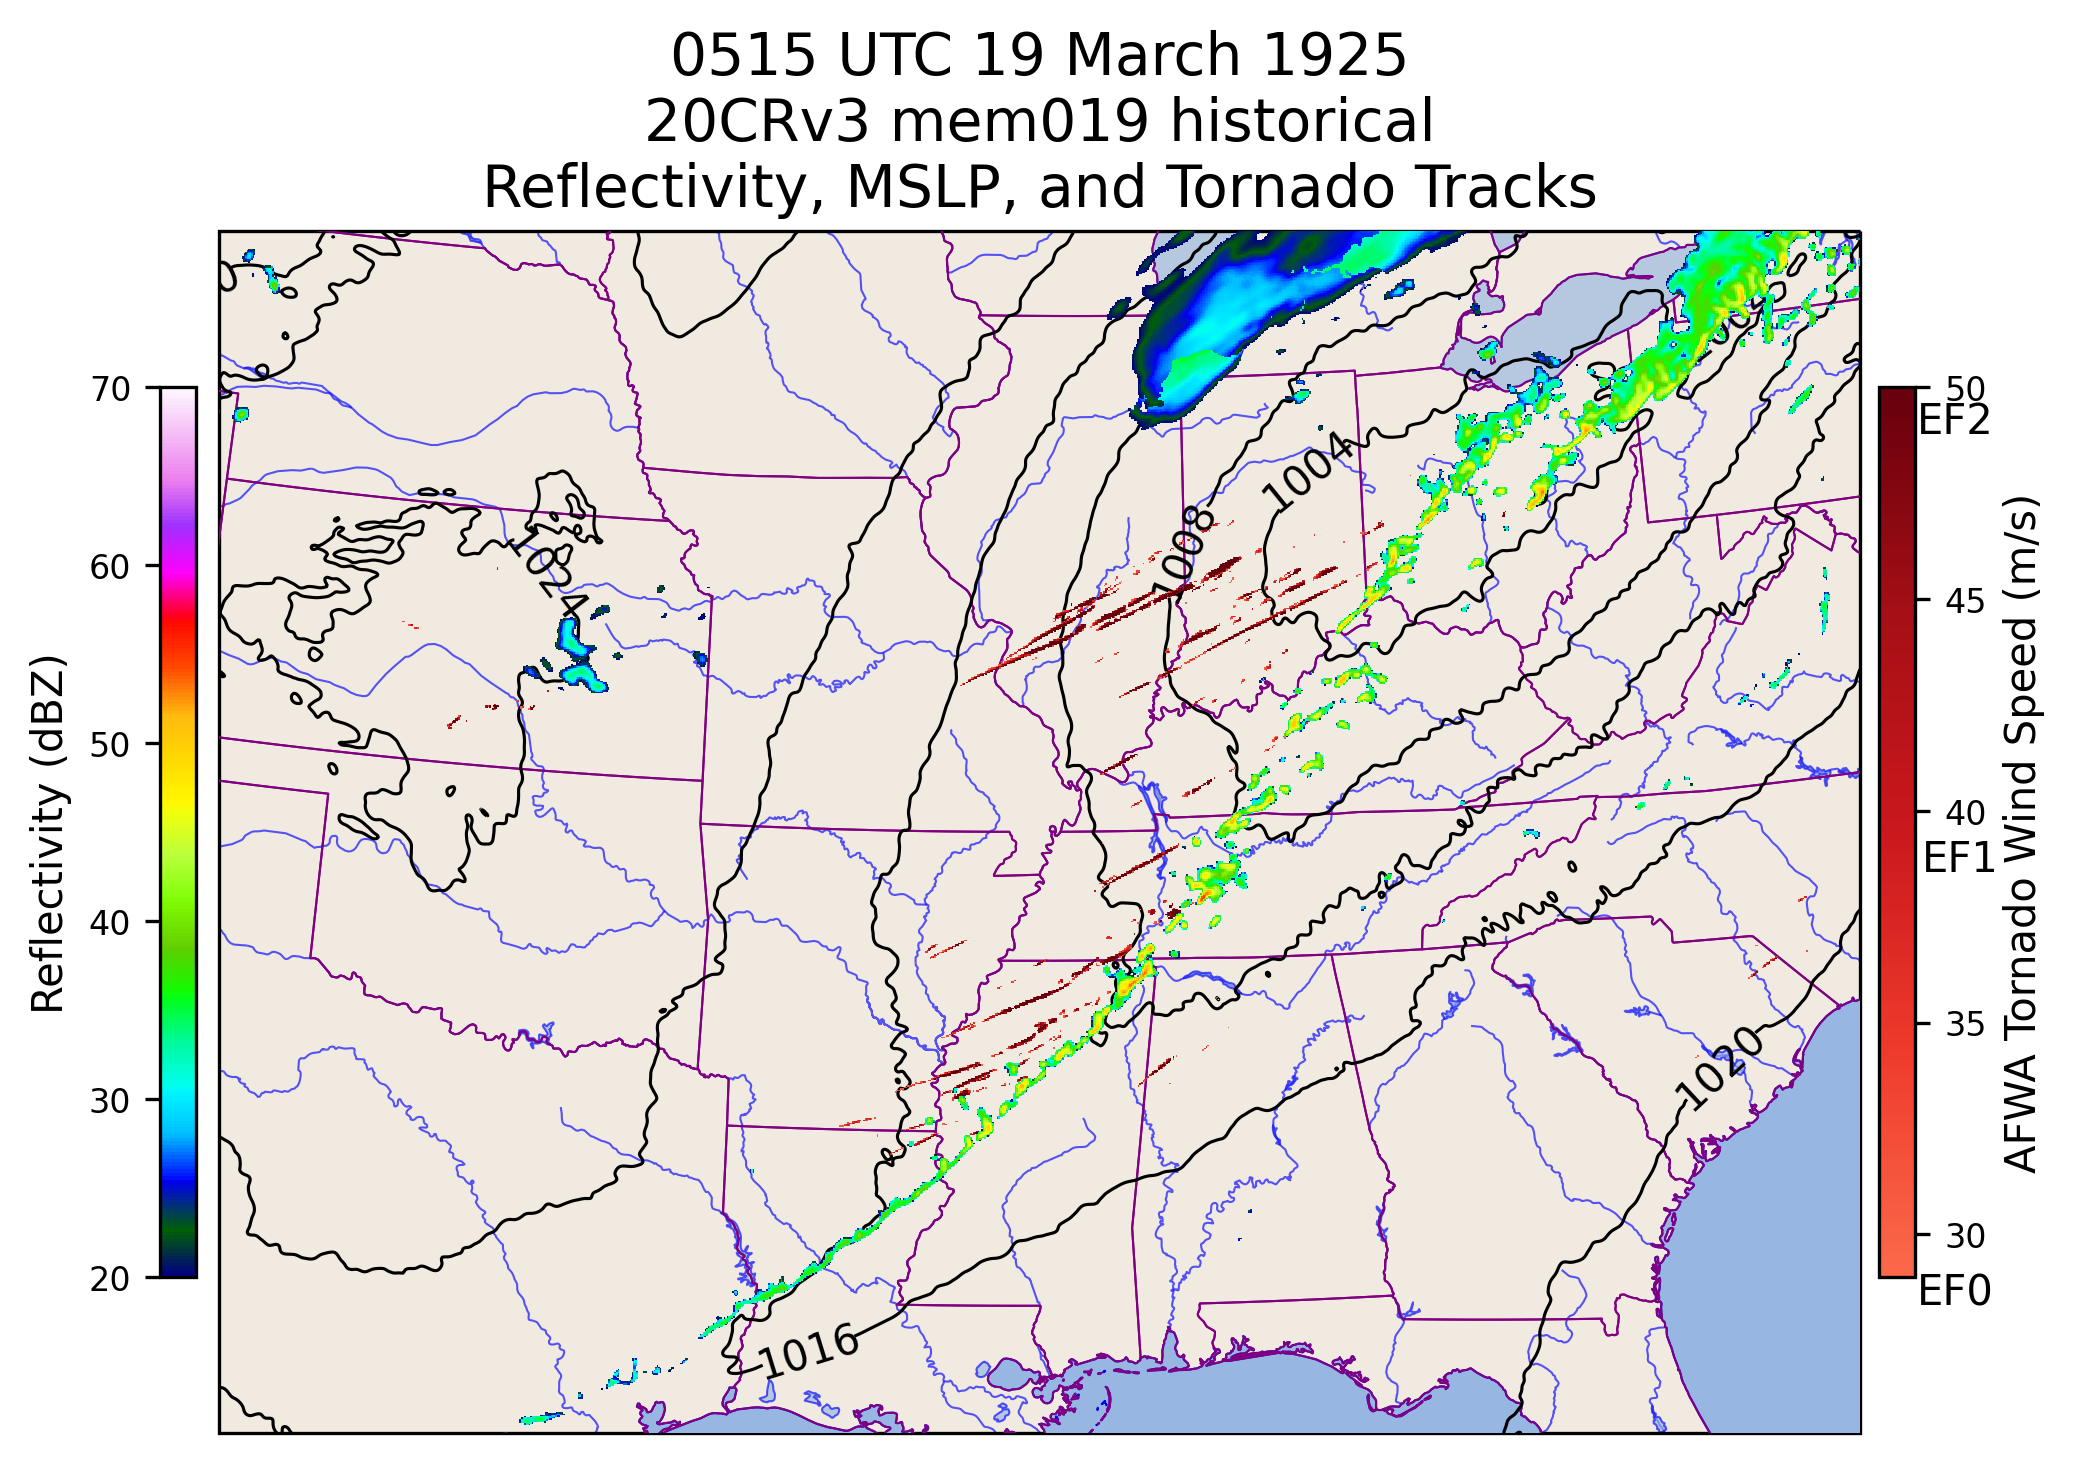 0515 UTC 19 March 1925
20CRv3 mem019 historical
Reflectivity, MSLP, and Tornado Tracks
Reflectivity (dBZ)
70
60
50
40
30
20
1004
1008
1024
1020
1016
50
EF2
45
40
EF1
35
30
EF0
AFWA Tornado Wind Speed (m/s)